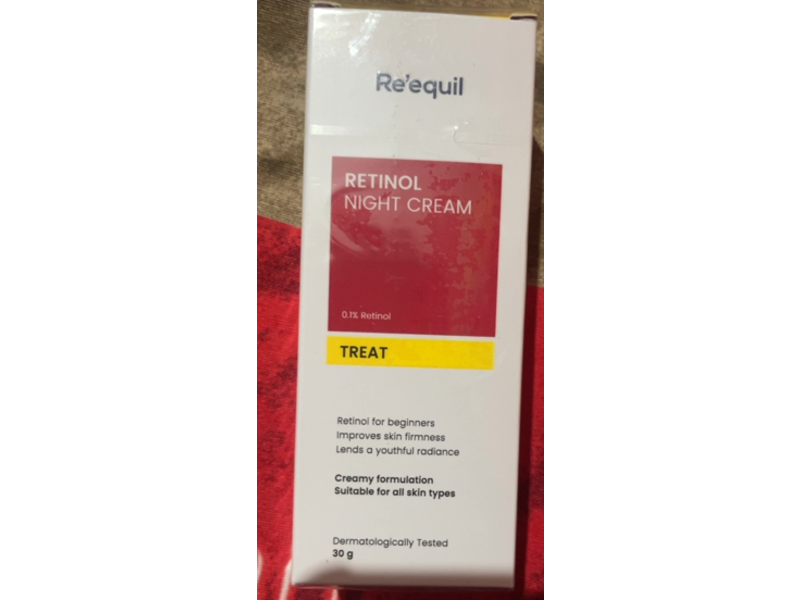 Re'equil
RETINOL
NIGHT CREAM
0.1% Retinol
TREAT
Retinol for beginners
Improves skin firmness
Lends a youthful radiance
Creamy formulation
Suitable for all skin types
Dermatologically Tested
30 g